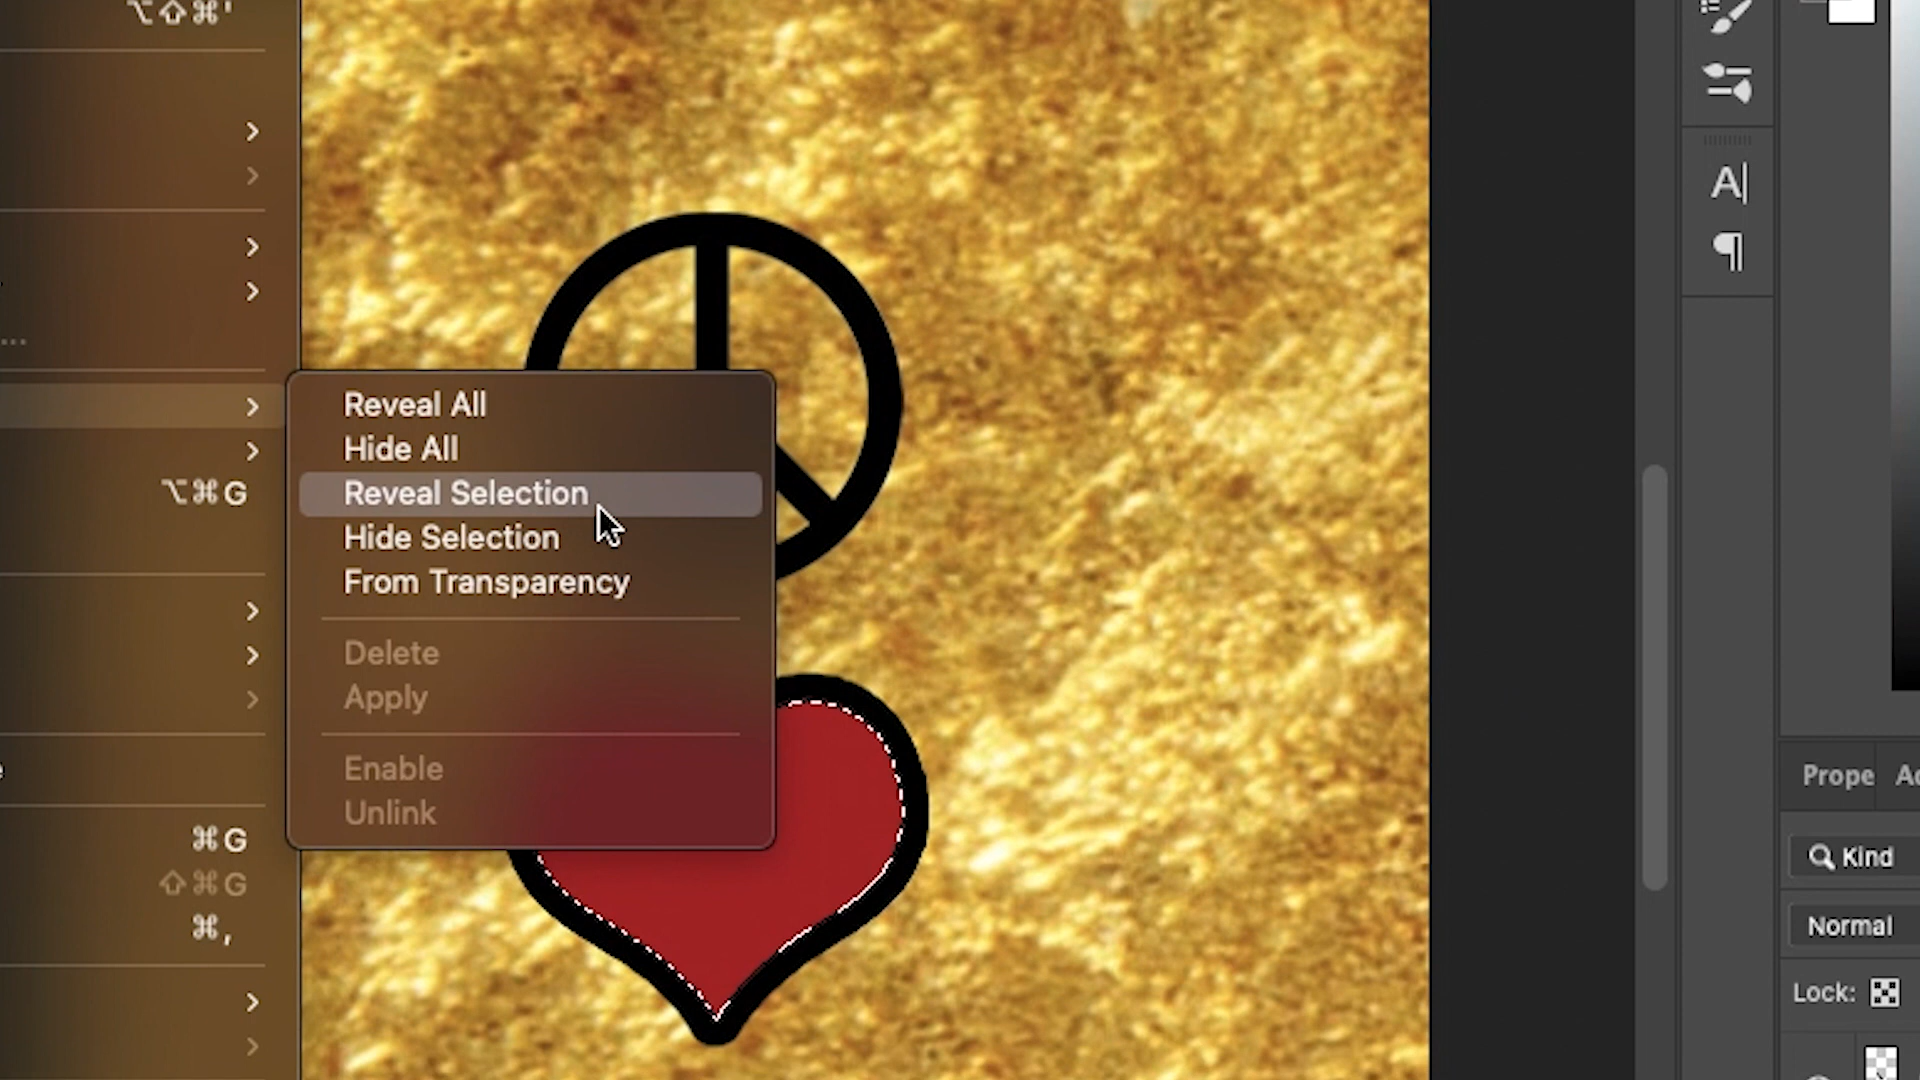 ⌥⇧⌘'
...
Reveal All
Hide All
Reveal Selection
⌥⌘G
Hide Selection
From Transparency
Delete
Apply
Enable
Unlink
⌘G
⇧⌘G
⌘,
A
¶
Prope
Kind
Normal
Lock: